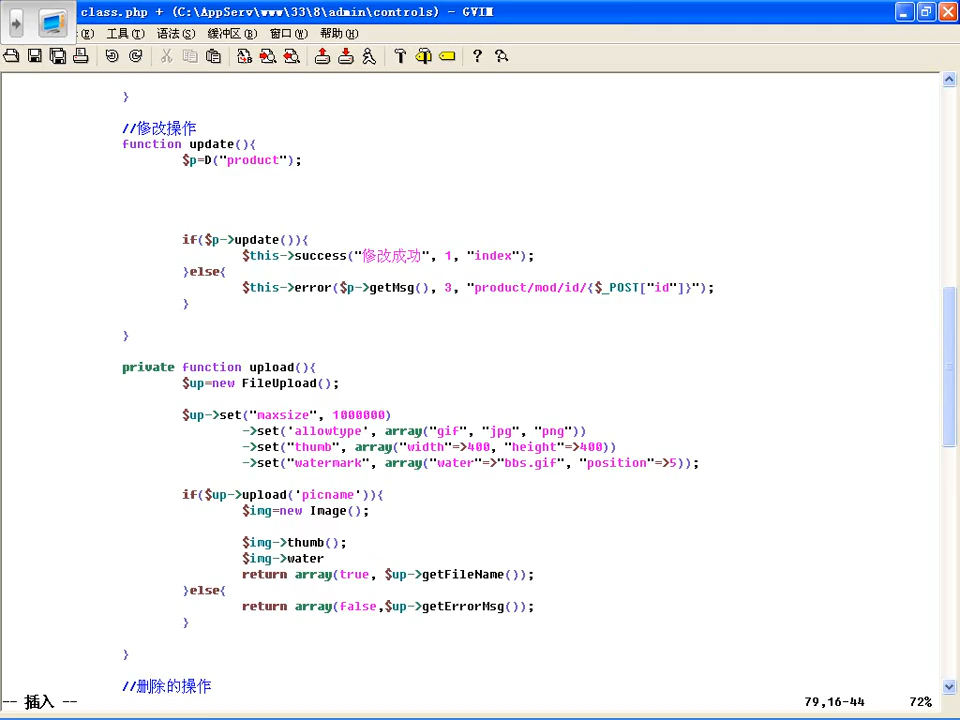 class.php + (C:\AppServ\www\33\8\admin\controls) - GVIM
(E) 工具(T) 语法(S) 缓冲区(B) 窗口(W) 帮助(H)
}
//修改操作
function update(){
$p=D("product");
if($p->update()){
$this->success("修改成功", 1, "index");
}else{
$this->error($p->getMsg(), 3, "product/mod/id/{$_POST["id"]}");
}
}
private function upload(){
$up=new FileUpload();
$up->set("maxsize", 1000000)
->set('allowtype', array("gif", "jpg", "png"))
->set("thumb", array("width"=>400, "height"=>400))
->set("watermark", array("water"=>"bbs.gif", "position"=>5));
if($up->upload('picname')){
$img=new Image();
$img->thumb();
$img->water
return array(true, $up->getFileName());
}else{
return array(false,$up->getErrorMsg());
}
}
//删除的操作
-- 插入 -- 79,16-44 72%